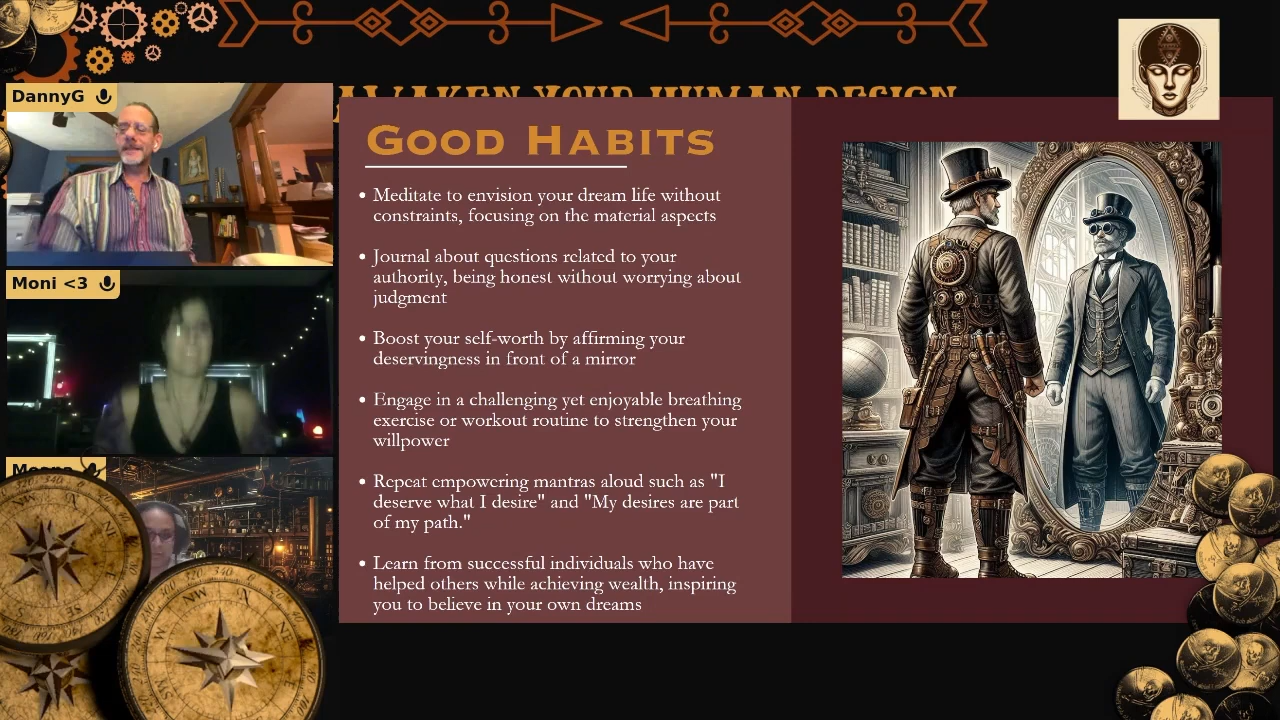 AWAKEN YOUR HUMAN DESIGN
DannyG
Good Habits
• Meditate to envision your dream life without
constraints, focusing on the material aspects
• Journal about questions related to your
authority, being honest without worrying about
judgment
Moni <3
• Boost your self-worth by affirming your
deservingness in front of a mirror
• Engage in a challenging yet enjoyable breathing
exercise or workout routine to strengthen your
willpower
• Repeat empowering mantras aloud such as "I
deserve what I desire" and "My desires are part
of my path."
• Learn from successful individuals who have
helped others while achieving wealth, inspiring
you to believe in your own dreams